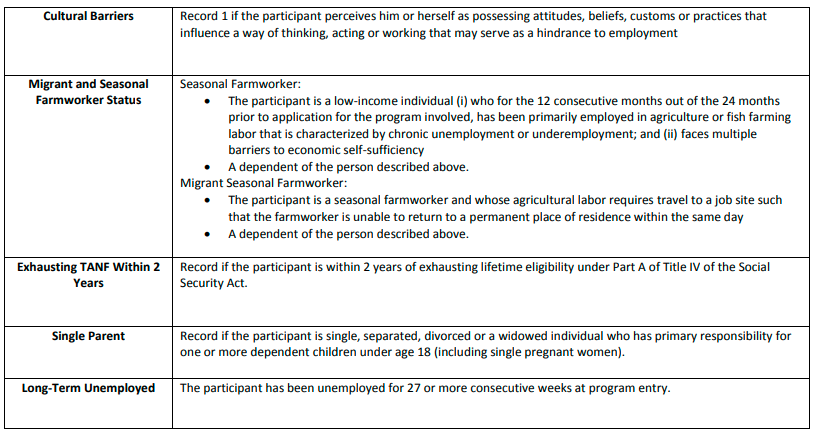 Cultural Barriers
Record 1 if the participant perceives him or herself as possessing attitudes, beliefs, customs or practices that
influence a way of thinking, acting or working that may serve as a hindrance to employment
Migrant and Seasonal
Farmworker Status
Seasonal Farmworker:
• The participant is a low-income individual (i) who for the 12 consecutive months out of the 24 months
prior to application for the program involved, has been primarily employed in agriculture or fish farming
labor that is characterized by chronic unemployment or underemployment; and (ii) faces multiple
barriers to economic self-sufficiency
• A dependent of the person described above.
Migrant Seasonal Farmworker:
• The participant is a seasonal farmworker and whose agricultural labor requires travel to a job site such
that the farmworker is unable to return to a permanent place of residence within the same day
• A dependent of the person described above.
Exhausting TANF Within 2
Years
Record if the participant is within 2 years of exhausting lifetime eligibility under Part A of Title IV of the Social
Security Act.
Single Parent
Record if the participant is single, separated, divorced or a widowed individual who has primary responsibility for
one or more dependent children under age 18 (including single pregnant women).
Long-Term Unemployed
The participant has been unemployed for 27 or more consecutive weeks at program entry.